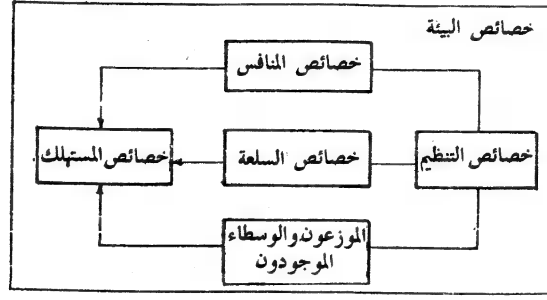 خصائص البيئة
خصائص المنافس
خصائص التنظيم
خصائص السلعة
خصائص المستهلك
الموزعون والوسطاء
الموجودون